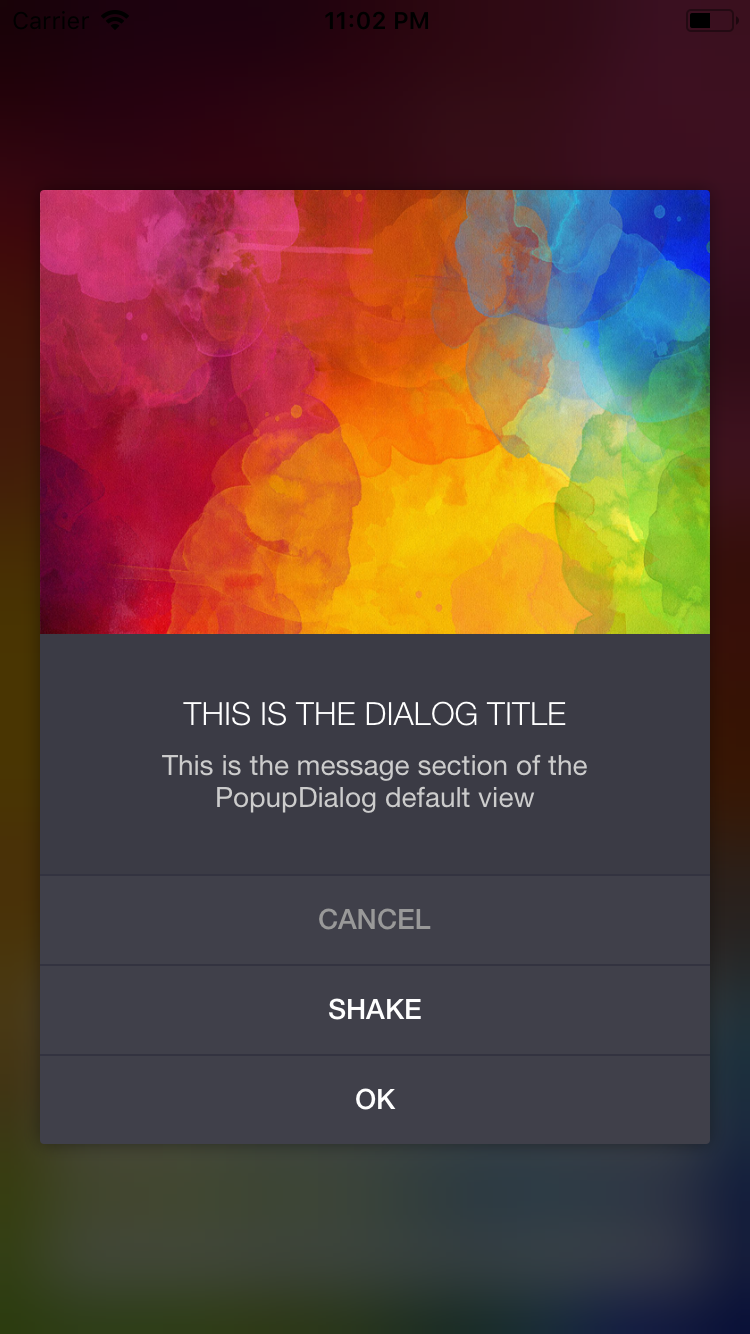 Carrier 11:02 PM
THIS IS THE DIALOG TITLE
This is the message section of the
PopupDialog default view
CANCEL
SHAKE
OK